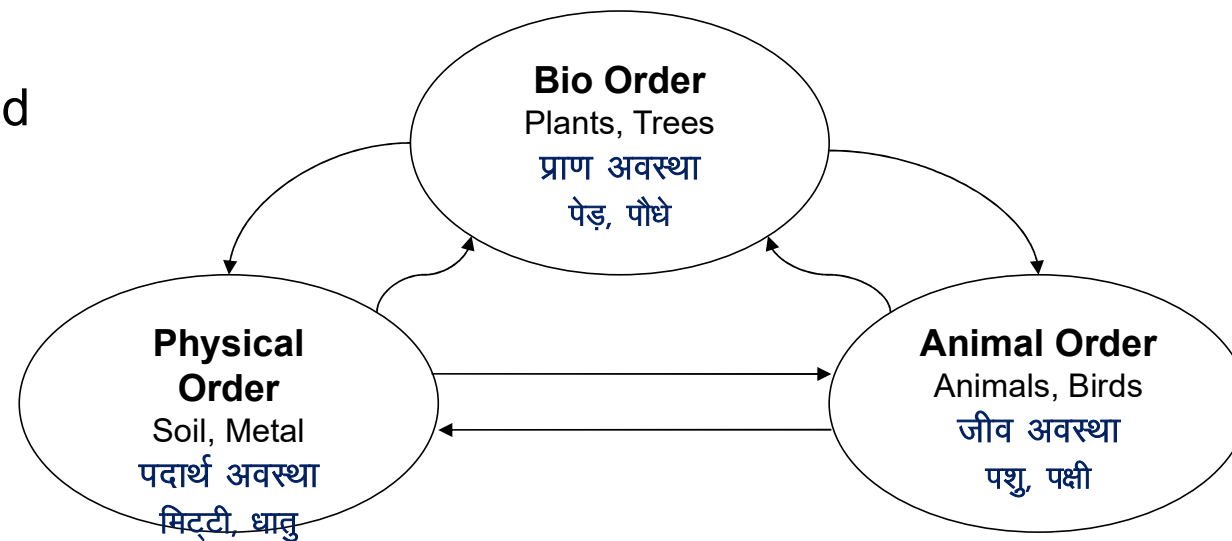 d
Bio Order
Plants, Trees
प्राण अवस्था
पेड़, पौधे
Physical
Order
Soil, Metal
पदार्थ अवस्था
मिट्टी, धातु
Animal Order
Animals, Birds
जीव अवस्था
पशु, पक्षी